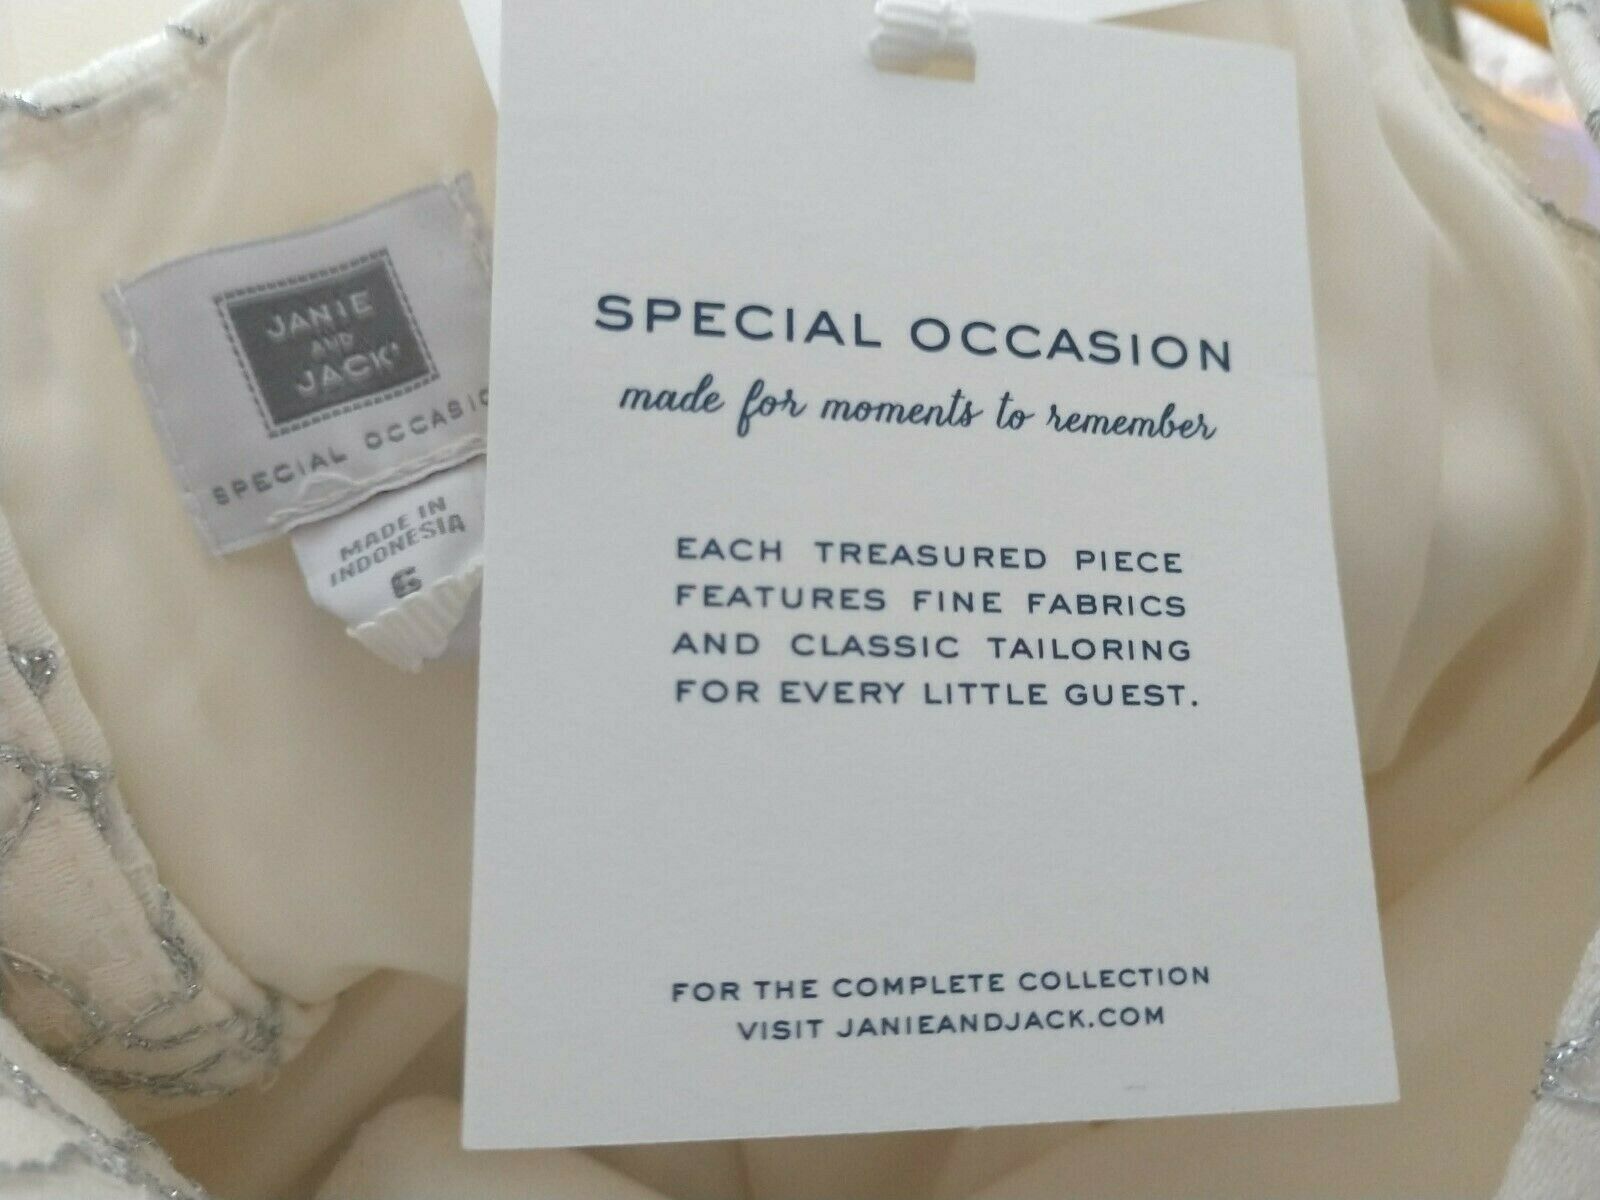 JANIE
AND
JACK®
SPECIAL OCCASIO
MADE IN
INDONESIA
6
SPECIAL OCCASION
made for moments to remember
EACH TREASURED PIECE
FEATURES FINE FABRICS
AND CLASSIC TAILORING
FOR EVERY LITTLE GUEST.
FOR THE COMPLETE COLLECTION
VISIT JANIEANDJACK.COM